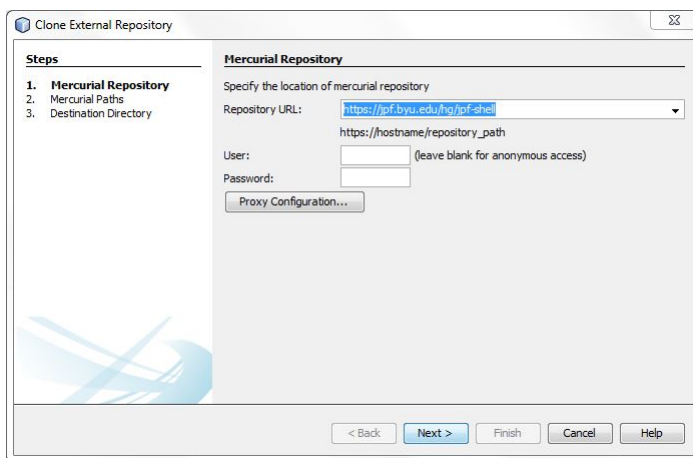 Clone External Repository
Steps
1. Mercurial Repository
2. Mercurial Paths
3. Destination Directory
Mercurial Repository
Specify the location of mercurial repository
Repository URL: https://jpf.byu.edu/hg/jpf-shell
https://hostname/repository_path
User: (leave blank for anonymous access)
Password:
Proxy Configuration...
< Back Next > Finish Cancel Help